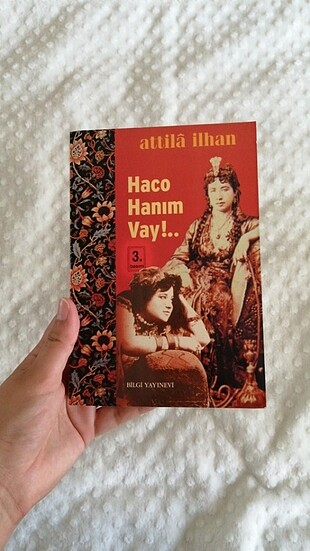 attilâ ilhan
Haco
Hanım
Vay!..
3.
BİLGİ YAYINEVİ